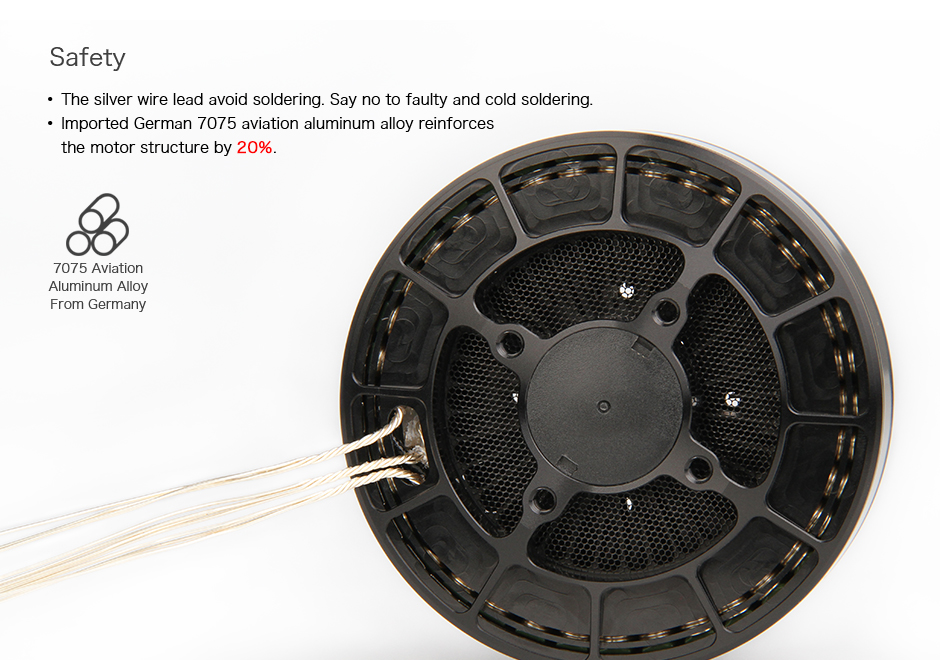 Safety
• The silver wire lead avoid soldering. Say no to faulty and cold soldering.
• Imported German 7075 aviation aluminum alloy reinforces
the motor structure by 20%.
7075 Aviation
Aluminum Alloy
From Germany